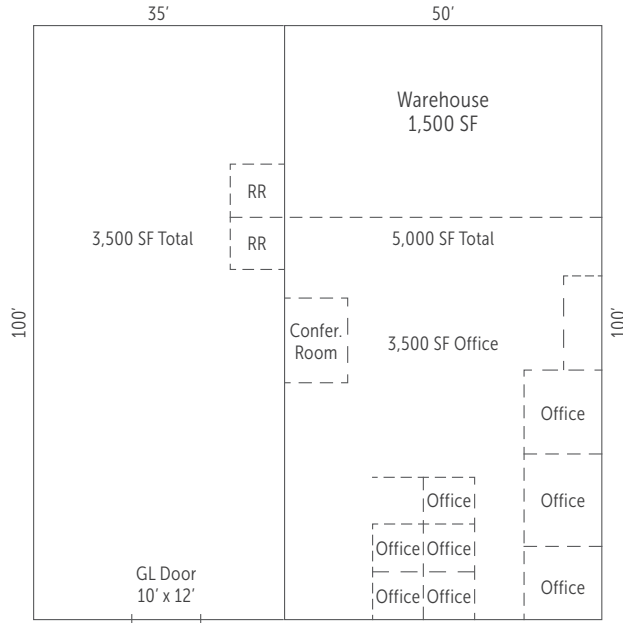 35’
50’
Warehouse
1,500 SF
RR
3,500 SF Total
RR
5,000 SF Total
100’
Confer.
Room
3,500 SF Office
100’
Office
Office
Office
Office
Office
Office
Office
Office
GL Door
10’ x 12’